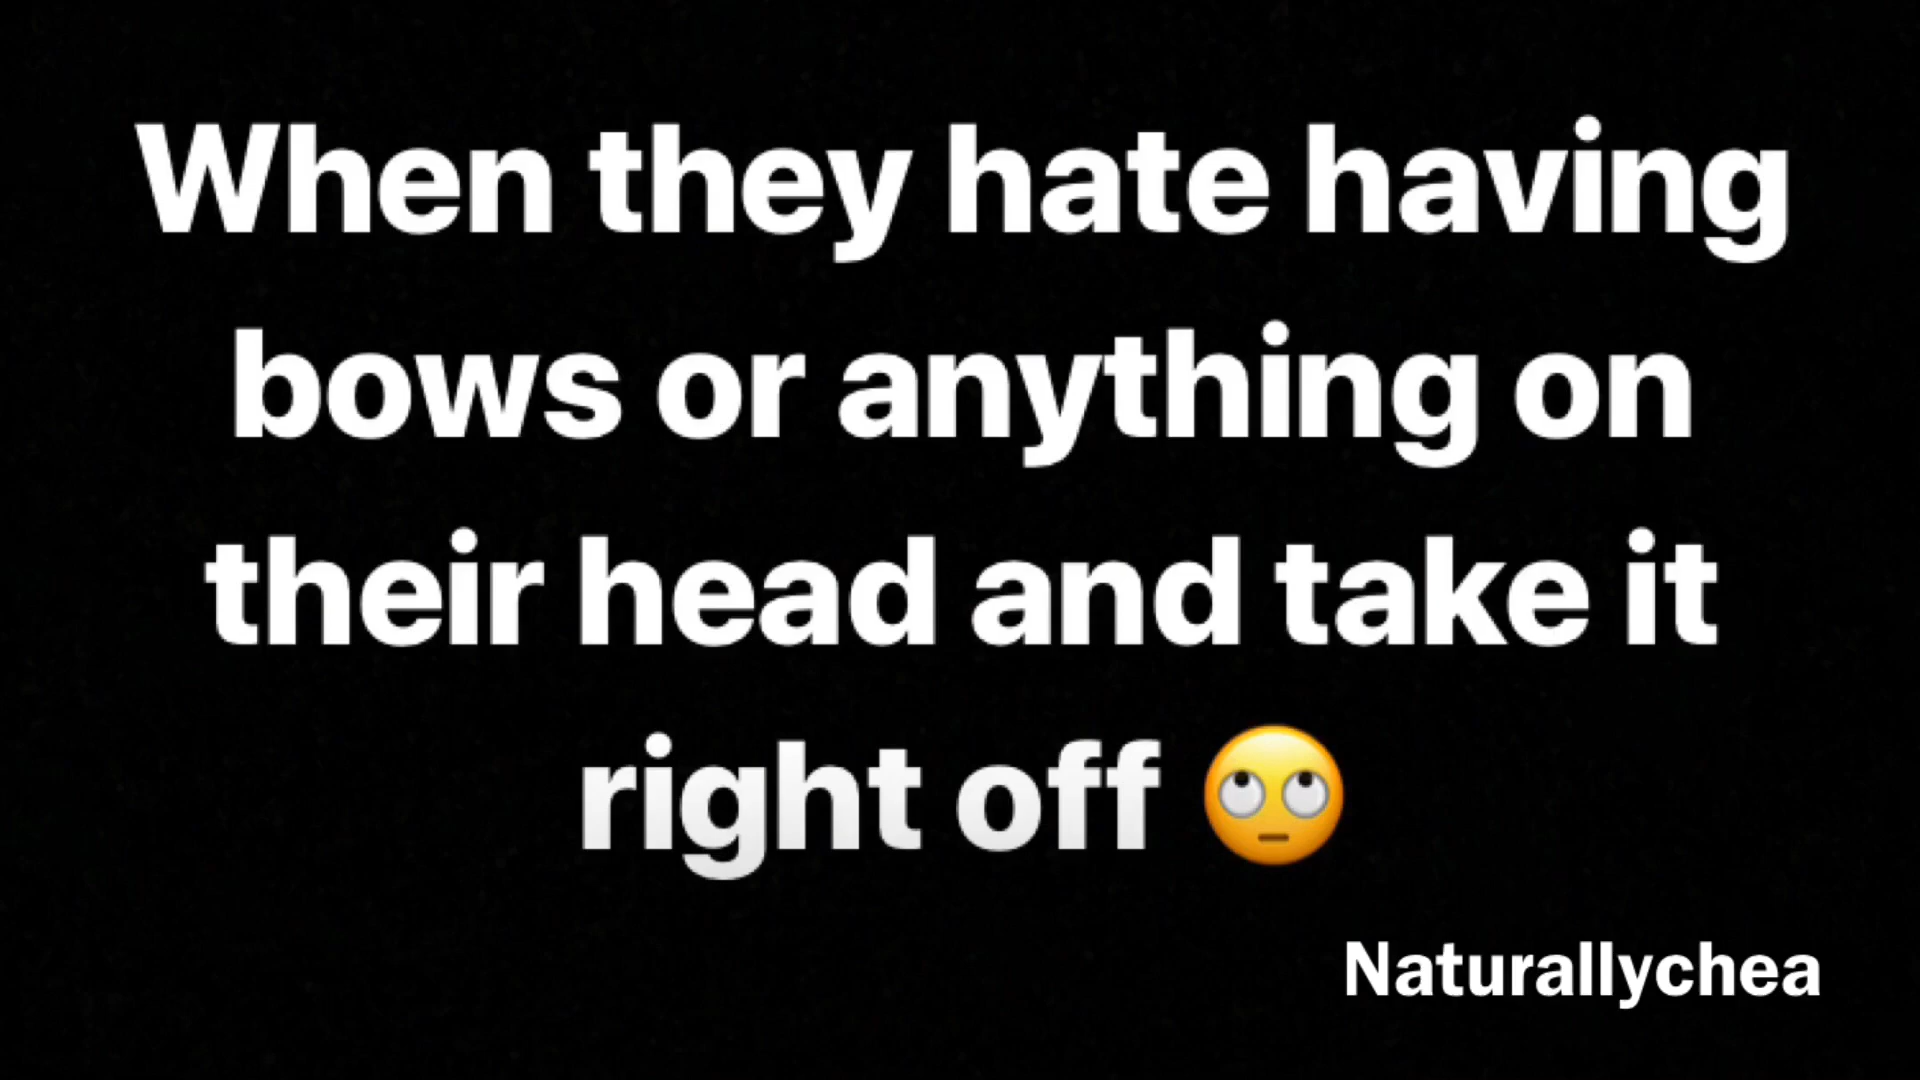 When they hate having
bows or anything on
their head and take it
right off 🙄
Naturallychea